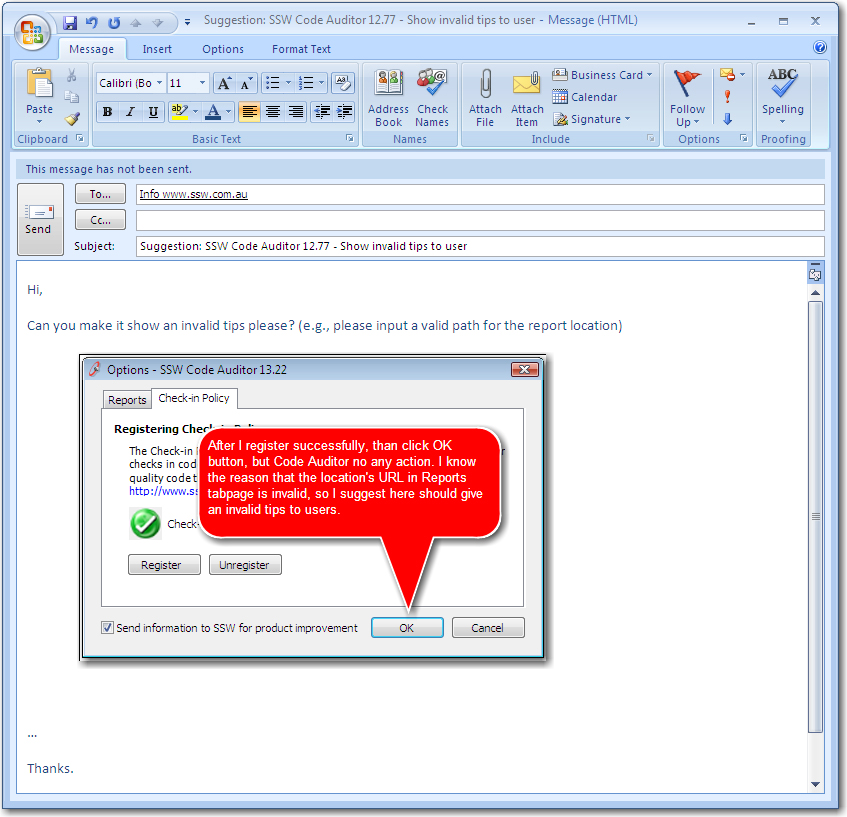 Suggestion: SSW Code Auditor 12.77 - Show invalid tips to user - Message (HTML)
Message Insert Options Format Text
Paste
Clipboard
Calibri (Bo 11
B I U ab A
Basic Text
Address Book
Check Names
Names
Attach File
Attach Item
Business Card
Calendar
Signature
Include
Follow Up
Options
ABC
Spelling
Proofing
This message has not been sent.
Send
To... Info www.ssw.com.au
Cc...
Subject: Suggestion: SSW Code Auditor 12.77 - Show invalid tips to user
Hi,
Can you make it show an invalid tips please? (e.g., please input a valid path for the report location)
Options - SSW Code Auditor 13.22
Reports Check-in Policy
Registering Check-in
The Check-in
checks in cod
quality code t
http://www.ss
Check-
After I register successfully, than click OK
button, but Code Auditor no any action. I know
the reason that the location's URL in Reports
tabpage is invalid, so I suggest here should give
an invalid tips to users.
Register Unregister
Send information to SSW for product improvement OK Cancel
...
Thanks.